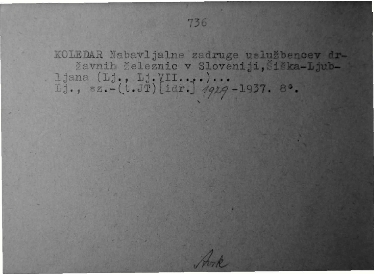 736
KOLEDAR Nabavljalne zadruge uslužbencev dr-
žavnih železnic v Sloveniji,Šiška-Ljub-
ljana (Lj., Lj.VII....)...
Lj., sz.-(t.JT)[idr.] 1929-1937. 8°.